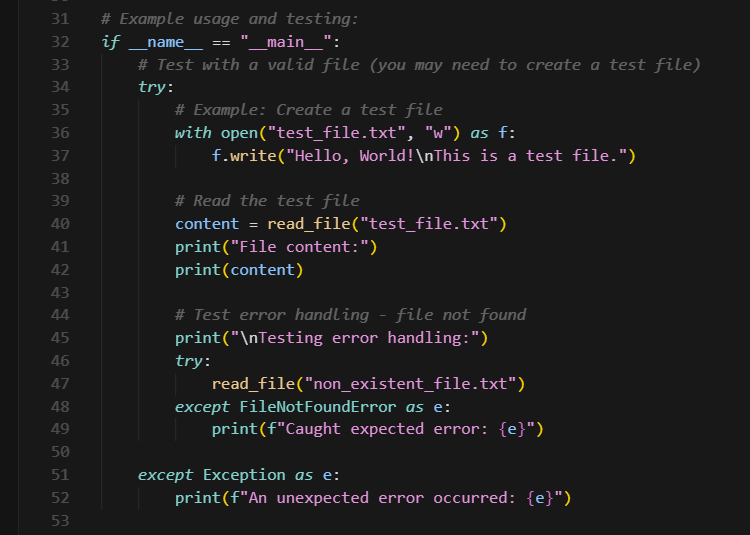 31 # Example usage and testing:
32 if __name__ == "__main__":
33     # Test with a valid file (you may need to create a test file)
34     try:
35         # Example: Create a test file
36         with open("test_file.txt", "w") as f:
37             f.write("Hello, World!\nThis is a test file.")
38
39         # Read the test file
40         content = read_file("test_file.txt")
41         print("File content:")
42         print(content)
43
44         # Test error handling - file not found
45         print("\nTesting error handling:")
46         try:
47             read_file("non_existent_file.txt")
48         except FileNotFoundError as e:
49             print(f"Caught expected error: {e}")
50
51     except Exception as e:
52         print(f"An unexpected error occurred: {e}")
53